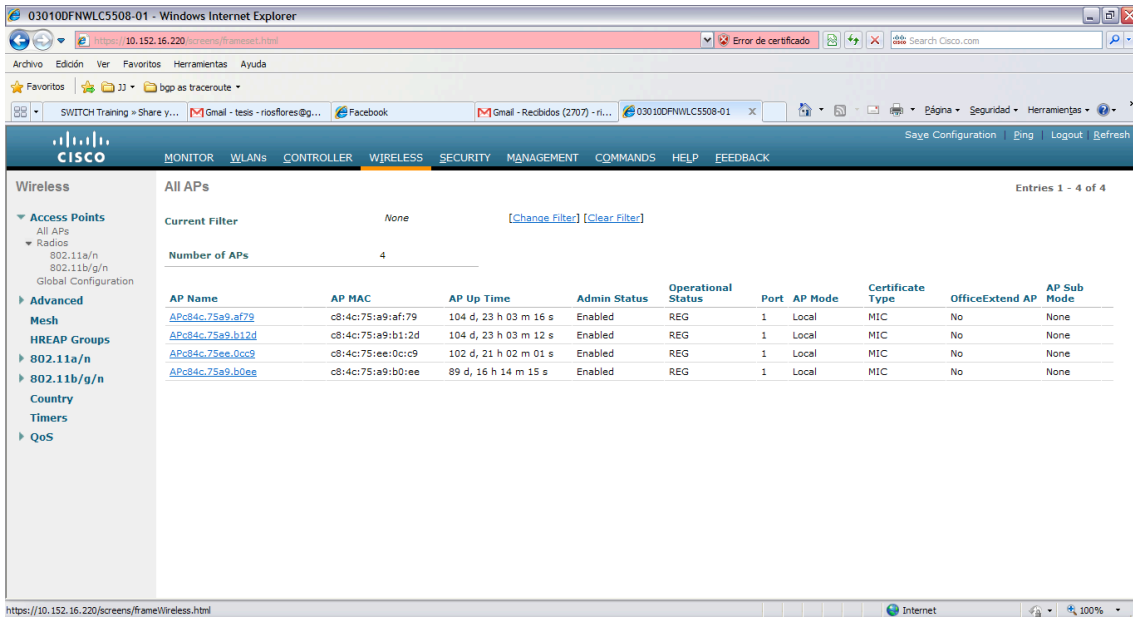 03010DFNWLC5508-01 - Windows Internet Explorer
https://10.152.16.220/screens/frameset.html Error de certificado Search Cisco.com
Archivo Edición Ver Favoritos Herramientas Ayuda
Favoritos JJ bgp as traceroute
SWITCH Training » Share y... Gmail - tesis - riosflores@g... Facebook Gmail - Recibidos (2707) - ri... 03010DFNWLC5508-01 X Página Seguridad Herramientas
Save Configuration | Ping | Logout | Refresh
CISCO MONITOR WLANs CONTROLLER WIRELESS SECURITY MANAGEMENT COMMANDS HELP FEEDBACK
Wireless
Access Points
All APs
Radios
802.11a/n
802.11b/g/n
Global Configuration
Advanced
Mesh
HREAP Groups
802.11a/n
802.11b/g/n
Country
Timers
QoS
All APs Entries 1 - 4 of 4
Current Filter None [Change Filter] [Clear Filter]
Number of APs 4
AP Name AP MAC AP Up Time Admin Status Operational Status Port AP Mode Certificate Type OfficeExtend AP AP Sub Mode
APc84c.75a9.af79 c8:4c:75:a9:af:79 104 d, 23 h 03 m 16 s Enabled REG 1 Local MIC No None
APc84c.75a9.b12d c8:4c:75:a9:b1:2d 104 d, 23 h 03 m 12 s Enabled REG 1 Local MIC No None
APc84c.75ee.0cc9 c8:4c:75:ee:0c:c9 102 d, 21 h 02 m 01 s Enabled REG 1 Local MIC No None
APc84c.75a9.b0ee c8:4c:75:a9:b0:ee 89 d, 16 h 14 m 15 s Enabled REG 1 Local MIC No None
https://10.152.16.220/screens/frameWireless.html Internet 100%